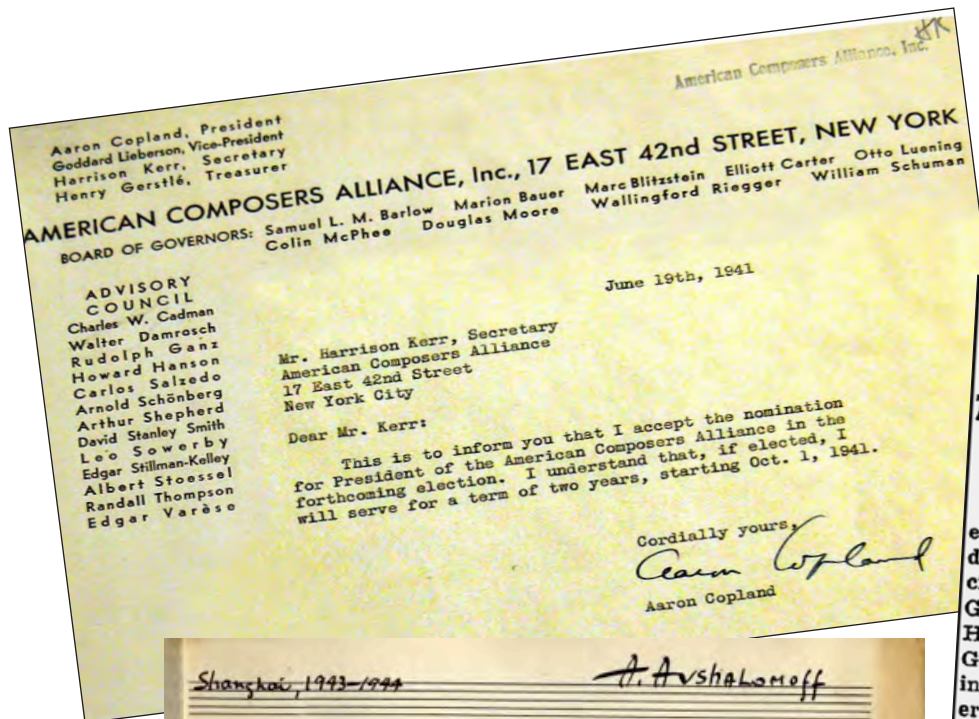 American Composers Alliance, Inc.
HK
Aaron Copland, President
Goddard Lieberson, Vice-President
Harrison Kerr, Secretary
Henry Gerstlé, Treasurer
AMERICAN COMPOSERS ALLIANCE, Inc., 17 EAST 42nd STREET, NEW YORK
BOARD OF GOVERNORS: Samuel L. M. Barlow Marion Bauer Marc Blitzstein Elliott Carter Otto Luening
Colin McPhee Douglas Moore Wallingford Riegger William Schuman
ADVISORY
COUNCIL
Charles W. Cadman
Walter Damrosch
Rudolph Ganz
Howard Hanson
Carlos Salzedo
Arnold Schönberg
Arthur Shepherd
David Stanley Smith
Leo Sowerby
Edgar Stillman-Kelley
Albert Stoessel
Randall Thompson
Edgar Varèse
June 19th, 1941
Mr. Harrison Kerr, Secretary
American Composers Alliance
17 East 42nd Street
New York City
Dear Mr. Kerr:
This is to inform you that I accept the nomination
for President of the American Composers Alliance in the
forthcoming election. I understand that, if elected, I
will serve for a term of two years, starting Oct. 1, 1941.
Cordially yours,
Aaron Copland
Aaron Copland
Shanghai, 1943-1944
A. Avshalomoff